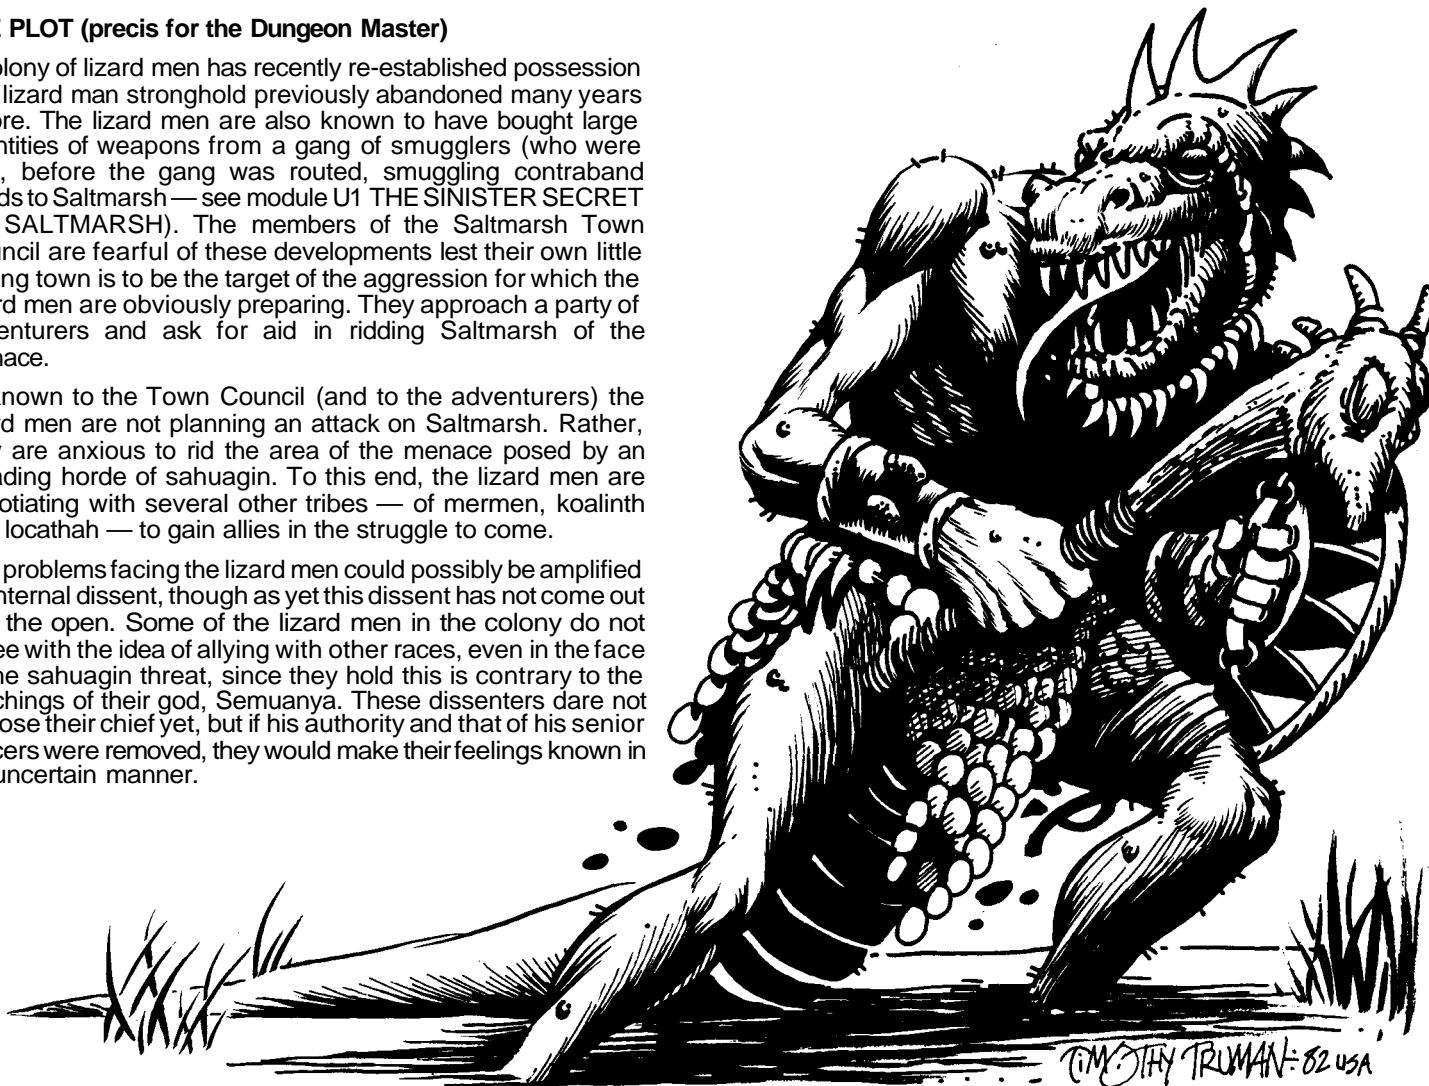 PLOT (precis for the Dungeon Master)
olony of lizard men has recently re-established possession
lizard man stronghold previously abandoned many years
ore. The lizard men are also known to have bought large
ntities of weapons from a gang of smugglers (who were
, before the gang was routed, smuggling contraband
ds to Saltmarsh — see module U1 THE SINISTER SECRET
SALTMARSH). The members of the Saltmarsh Town
uncil are fearful of these developments lest their own little
ing town is to be the target of the aggression for which the
rd men are obviously preparing. They approach a party of
enturers and ask for aid in ridding Saltmarsh of the
nace.
known to the Town Council (and to the adventurers) the
rd men are not planning an attack on Saltmarsh. Rather,
y are anxious to rid the area of the menace posed by an
ading horde of sahuagin. To this end, the lizard men are
otiating with several other tribes — of mermen, koalinth
locathah — to gain allies in the struggle to come.
problems facing the lizard men could possibly be amplified
nternal dissent, though as yet this dissent has not come out
the open. Some of the lizard men in the colony do not
ee with the idea of allying with other races, even in the face
he sahuagin threat, since they hold this is contrary to the
chings of their god, Semuanya. These dissenters dare not
ose their chief yet, but if his authority and that of his senior
cers were removed, they would make their feelings known in
uncertain manner.
TIMOTHY TRUMAN: 82 USA